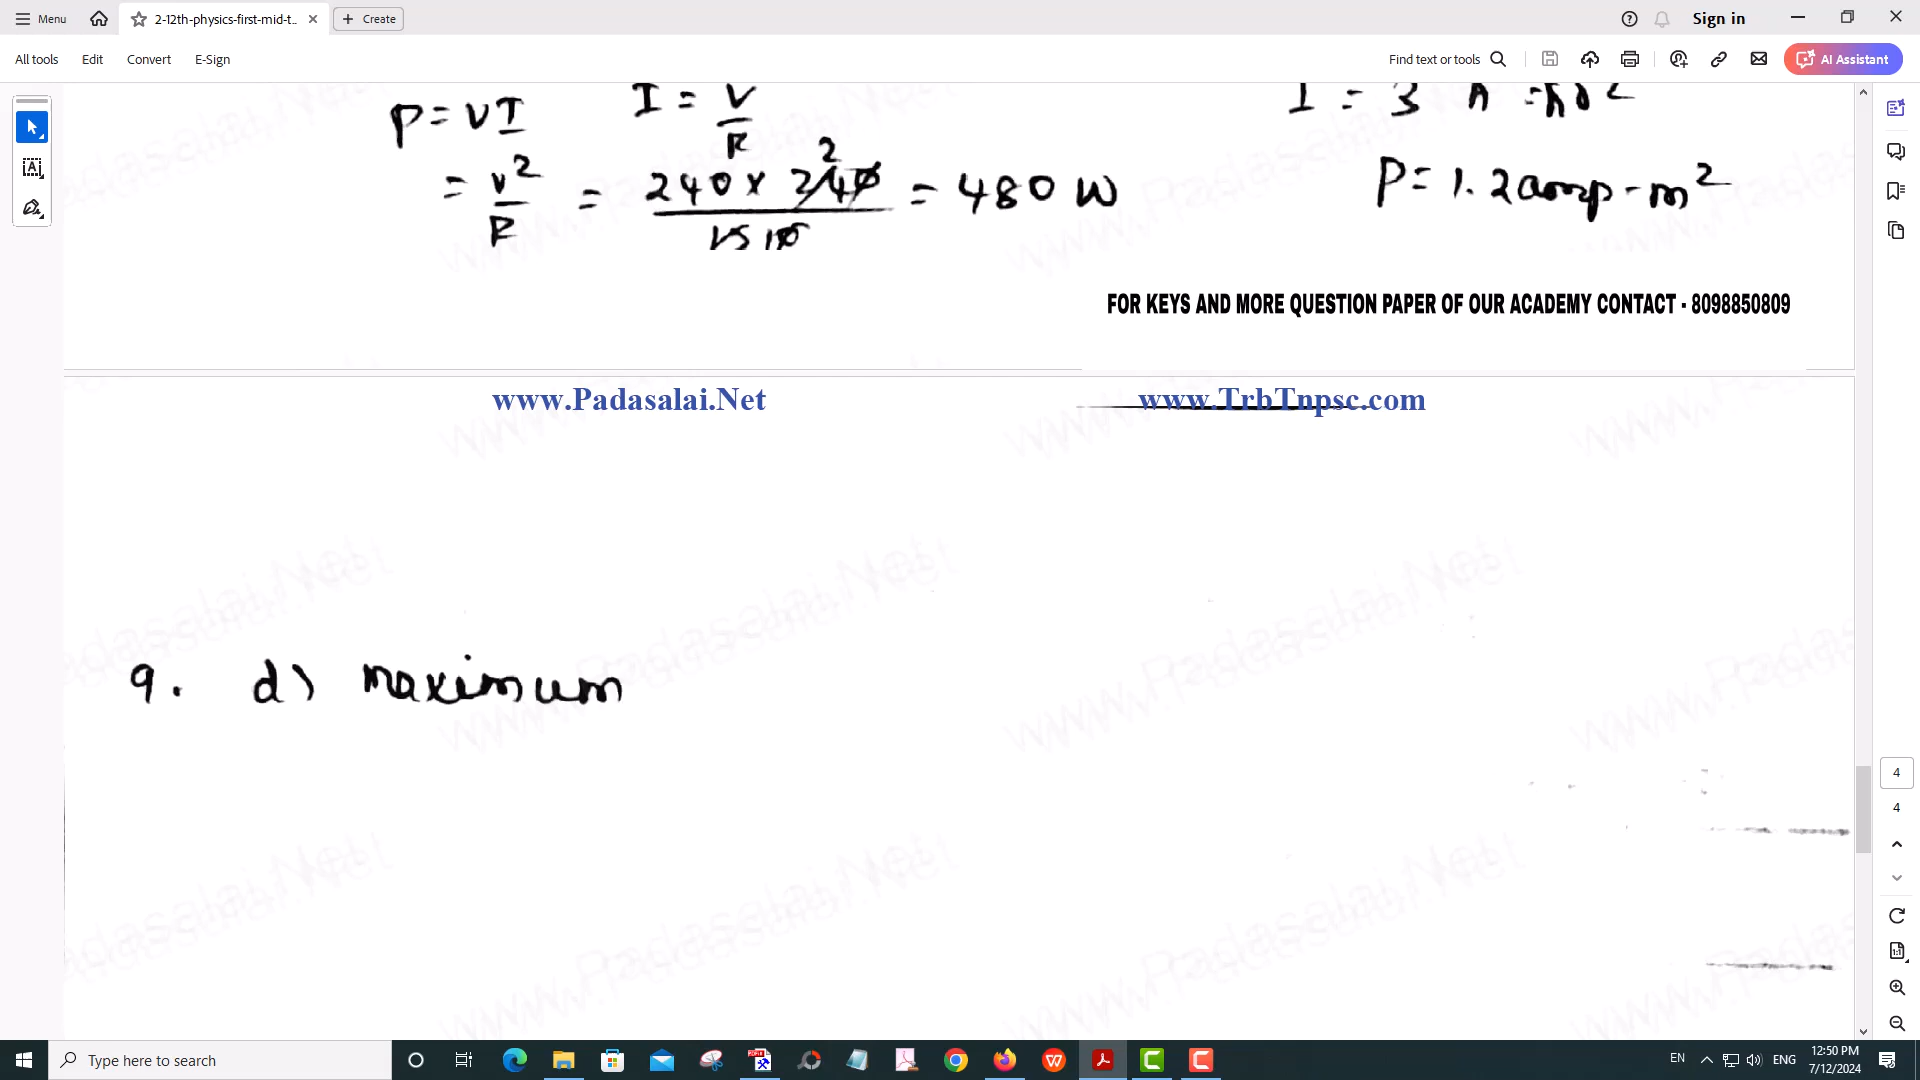 Menu
2-12th-physics-first-mid-t...
Create
Sign in
All tools
Edit
Convert
E-Sign
Find text or tools
AI Assistant
P = VI
I = V
R
= V²
R
= 240 × 240
2
= 480 W
P = 1.2 amp - m²
FOR KEYS AND MORE QUESTION PAPER OF OUR ACADEMY CONTACT - 8098850809
www.Padasalai.Net
www.TrbTnpsc.com
9. d) maximum
4
4
Type here to search
EN
ENG
12:50 PM
7/12/2024